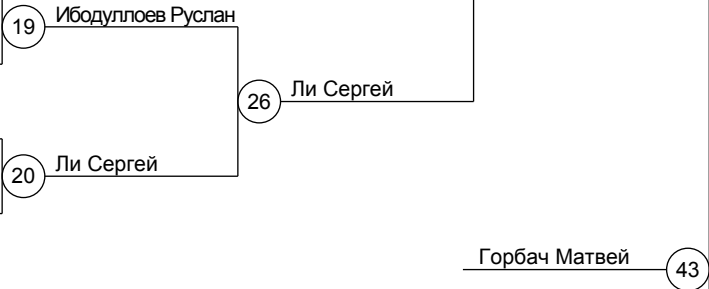 19 Ибодуллоев Руслан
26 Ли Сергей
20 Ли Сергей
Горбач Матвей 43